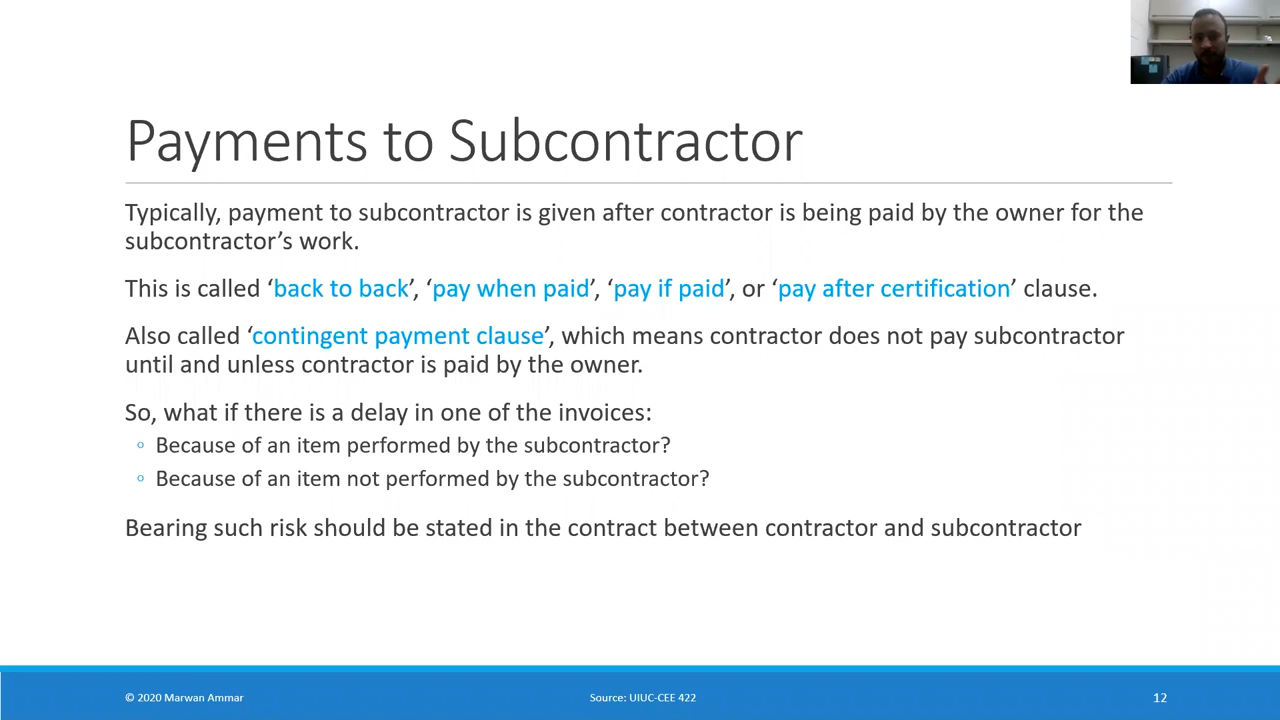 Payments to Subcontractor
Typically, payment to subcontractor is given after contractor is being paid by the owner for the
subcontractor’s work.
This is called ‘back to back’, ‘pay when paid’, ‘pay if paid’, or ‘pay after certification’ clause.
Also called ‘contingent payment clause’, which means contractor does not pay subcontractor
until and unless contractor is paid by the owner.
So, what if there is a delay in one of the invoices:
◦ Because of an item performed by the subcontractor?
◦ Because of an item not performed by the subcontractor?
Bearing such risk should be stated in the contract between contractor and subcontractor
© 2020 Marwan Ammar
Source: UIUC-CEE 422
12